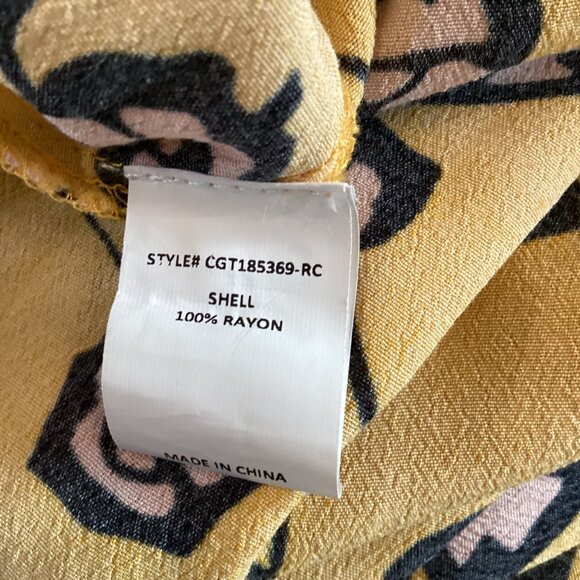 STYLE# CGT185369-RC
SHELL
100% RAYON
MADE IN CHINA